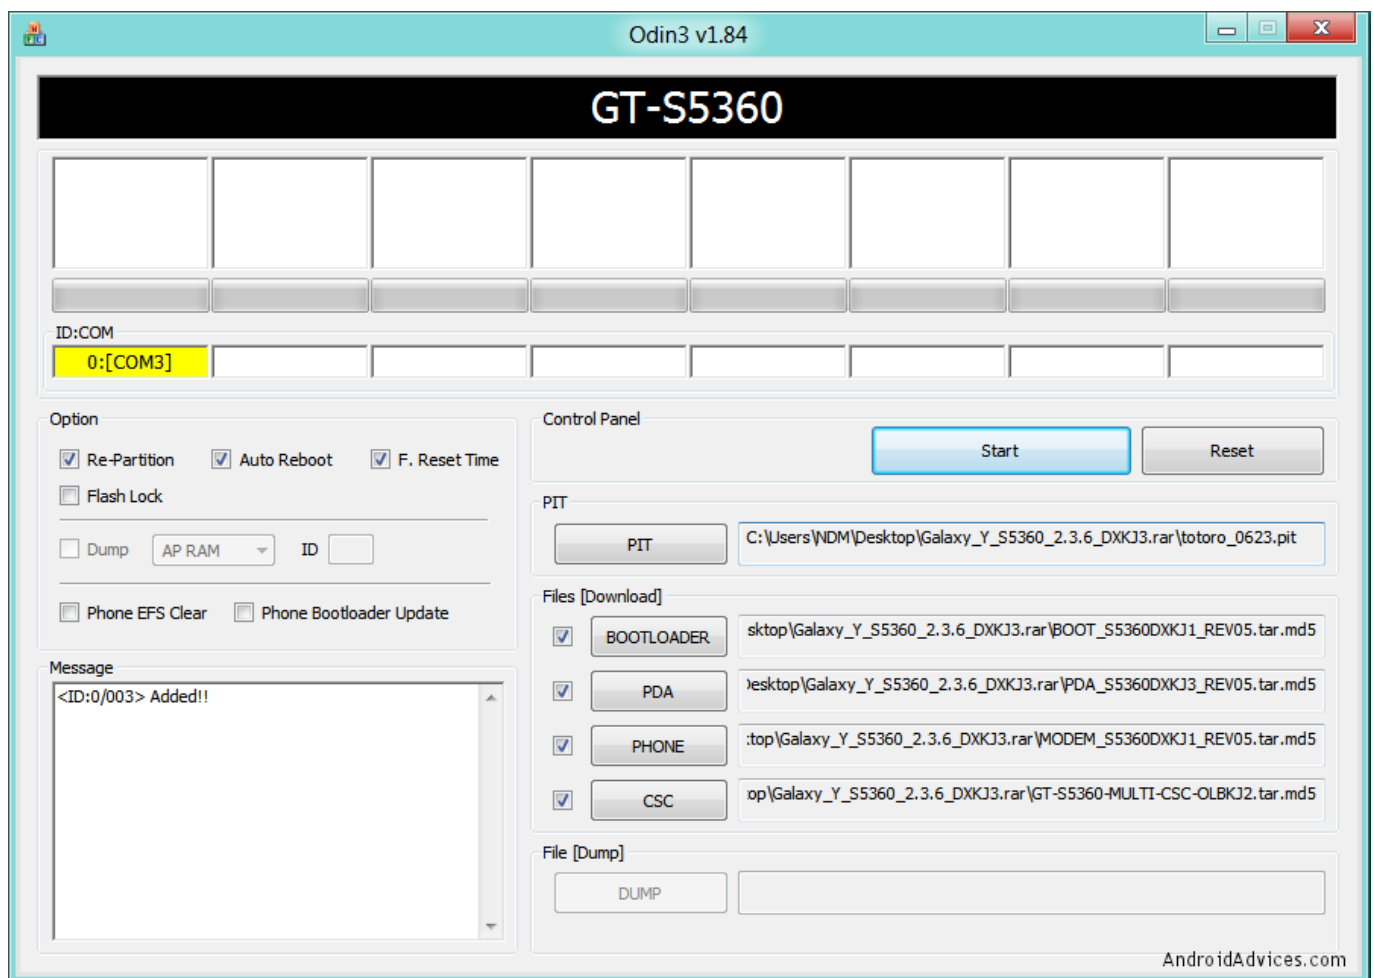 Odin3 v1.84
GT-S5360
ID:COM
0:[COM3]
Option
Re-Partition Auto Reboot F. Reset Time
Flash Lock
Dump AP RAM ID
Phone EFS Clear Phone Bootloader Update
Message
<ID:0/003> Added!!
Control Panel
Start Reset
PIT
PIT C:\Users\NDM\Desktop\Galaxy_Y_S5360_2.3.6_DXKJ3.rar\totoro_0623.pit
Files [Download]
BOOTLOADER sktop\Galaxy_Y_S5360_2.3.6_DXKJ3.rar\BOOT_S5360DXKJ1_REV05.tar.md5
PDA esktop\Galaxy_Y_S5360_2.3.6_DXKJ3.rar\PDA_S5360DXKJ3_REV05.tar.md5
PHONE top\Galaxy_Y_S5360_2.3.6_DXKJ3.rar\MODEM_S5360DXKJ1_REV05.tar.md5
CSC op\Galaxy_Y_S5360_2.3.6_DXKJ3.rar\GT-S5360-MULTI-CSC-OLBKJ2.tar.md5
File [Dump]
DUMP
AndroidAdvices.com